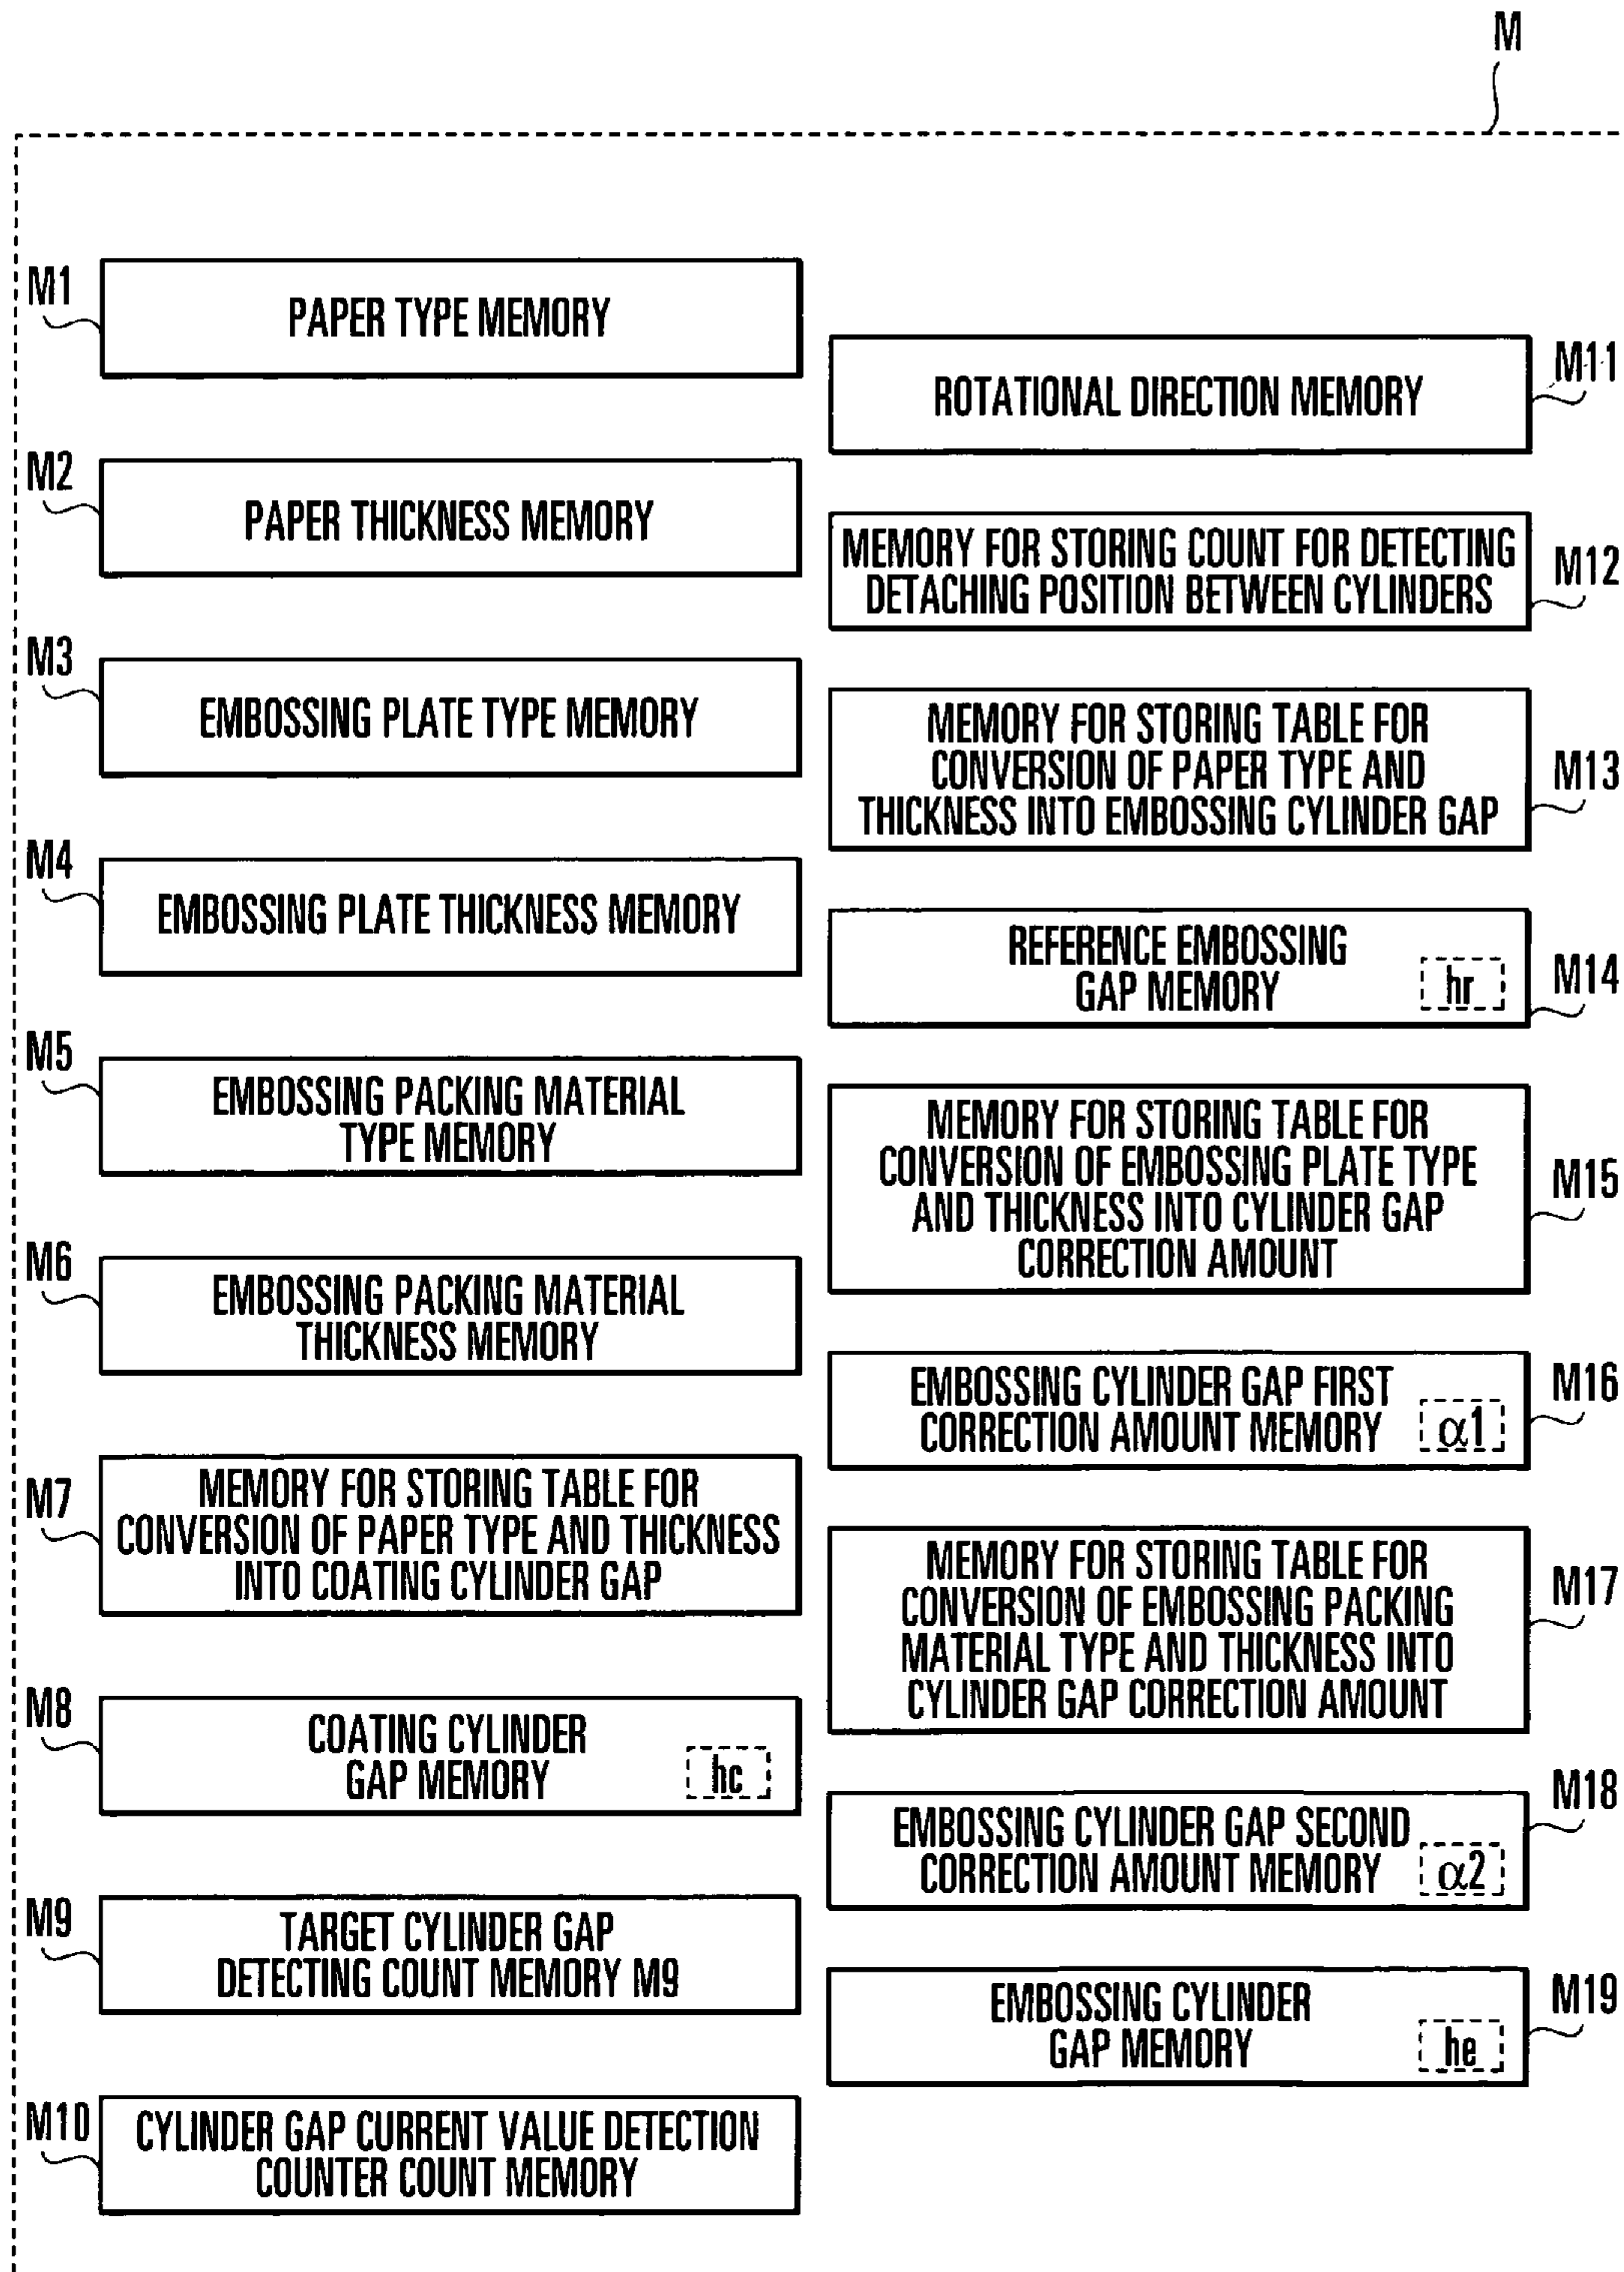 M
M1
PAPER TYPE MEMORY
M2
PAPER THICKNESS MEMORY
M3
EMBOSSING PLATE TYPE MEMORY
M4
EMBOSSING PLATE THICKNESS MEMORY
M5
EMBOSSING PACKING MATERIAL
TYPE MEMORY
M6
EMBOSSING PACKING MATERIAL
THICKNESS MEMORY
M7
MEMORY FOR STORING TABLE FOR
CONVERSION OF PAPER TYPE AND THICKNESS
INTO COATING CYLINDER GAP
M8
COATING CYLINDER
GAP MEMORY
hc
M9
TARGET CYLINDER GAP
DETECTING COUNT MEMORY M9
M10
CYLINDER GAP CURRENT VALUE DETECTION
COUNTER COUNT MEMORY
M11
ROTATIONAL DIRECTION MEMORY
M12
MEMORY FOR STORING COUNT FOR DETECTING
DETACHING POSITION BETWEEN CYLINDERS
M13
MEMORY FOR STORING TABLE FOR
CONVERSION OF PAPER TYPE AND
THICKNESS INTO EMBOSSING CYLINDER GAP
M14
REFERENCE EMBOSSING
GAP MEMORY
hr
M15
MEMORY FOR STORING TABLE FOR
CONVERSION OF EMBOSSING PLATE TYPE
AND THICKNESS INTO CYLINDER GAP
CORRECTION AMOUNT
M16
EMBOSSING CYLINDER GAP FIRST
CORRECTION AMOUNT MEMORY
α1
M17
MEMORY FOR STORING TABLE FOR
CONVERSION OF EMBOSSING PACKING
MATERIAL TYPE AND THICKNESS INTO
CYLINDER GAP CORRECTION AMOUNT
M18
EMBOSSING CYLINDER GAP SECOND
CORRECTION AMOUNT MEMORY
α2
M19
EMBOSSING CYLINDER
GAP MEMORY
he